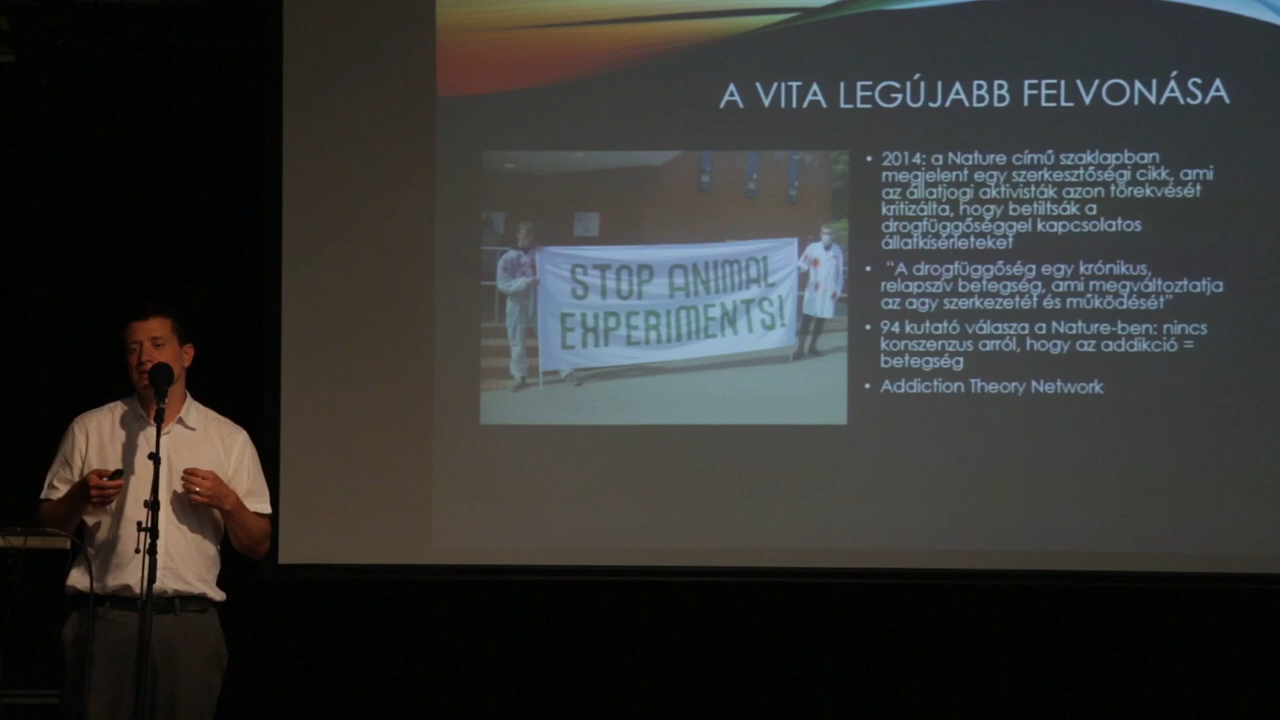 A VITA LEGÚJABB FELVONÁSA
STOP ANIMAL
EXPERIMENTS!
• 2014: a Nature című szaklapban
megjelent egy szerkesztőségi cikk, ami
az állatjogi aktivisták azon törekvését
kritizálta, hogy betiltsák a
drogfüggőséggel kapcsolatos
állatkísérleteket
• "A drogfüggőség egy krónikus,
relapszív betegség, ami megváltoztatja
az agy szerkezetét és működését"
• 94 kutató válasza a Nature-ben: nincs
konszenzus arról, hogy az addikció =
betegség
• Addiction Theory Network